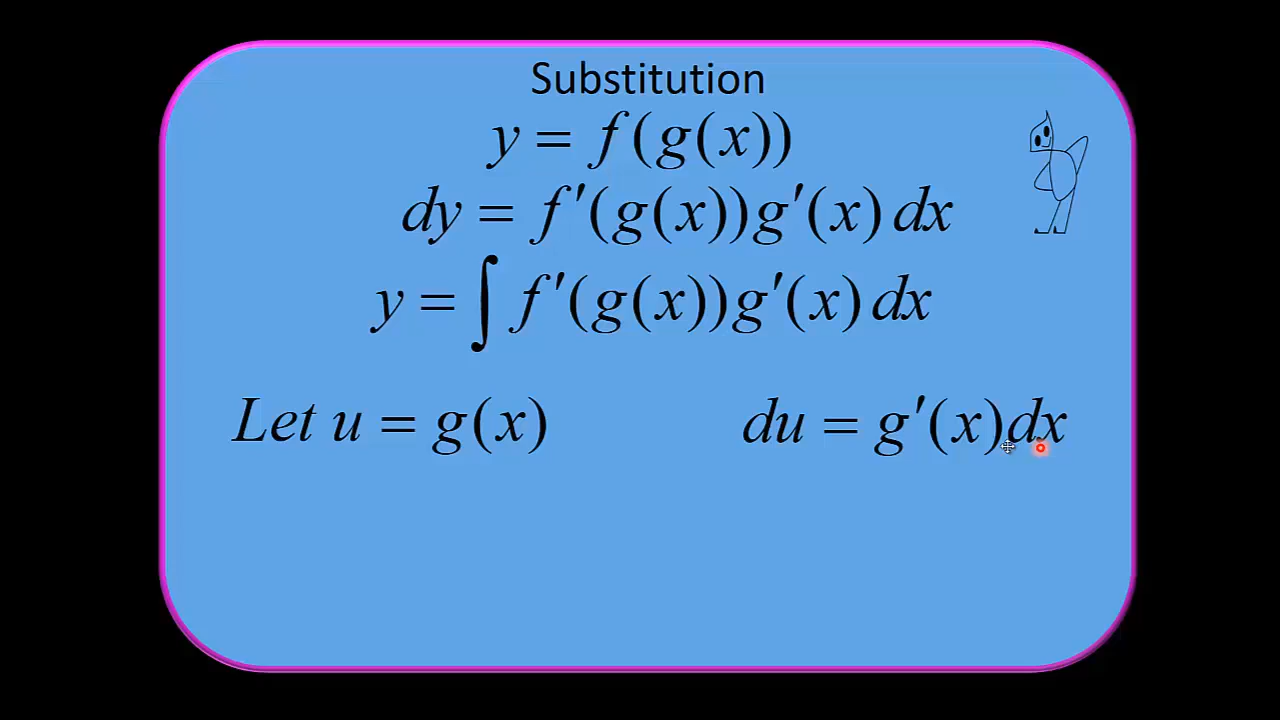 Substitution
y = f(g(x))
dy = f′(g(x))g′(x) dx
y = ∫ f′(g(x))g′(x) dx
Let u = g(x) du = g′(x)dx